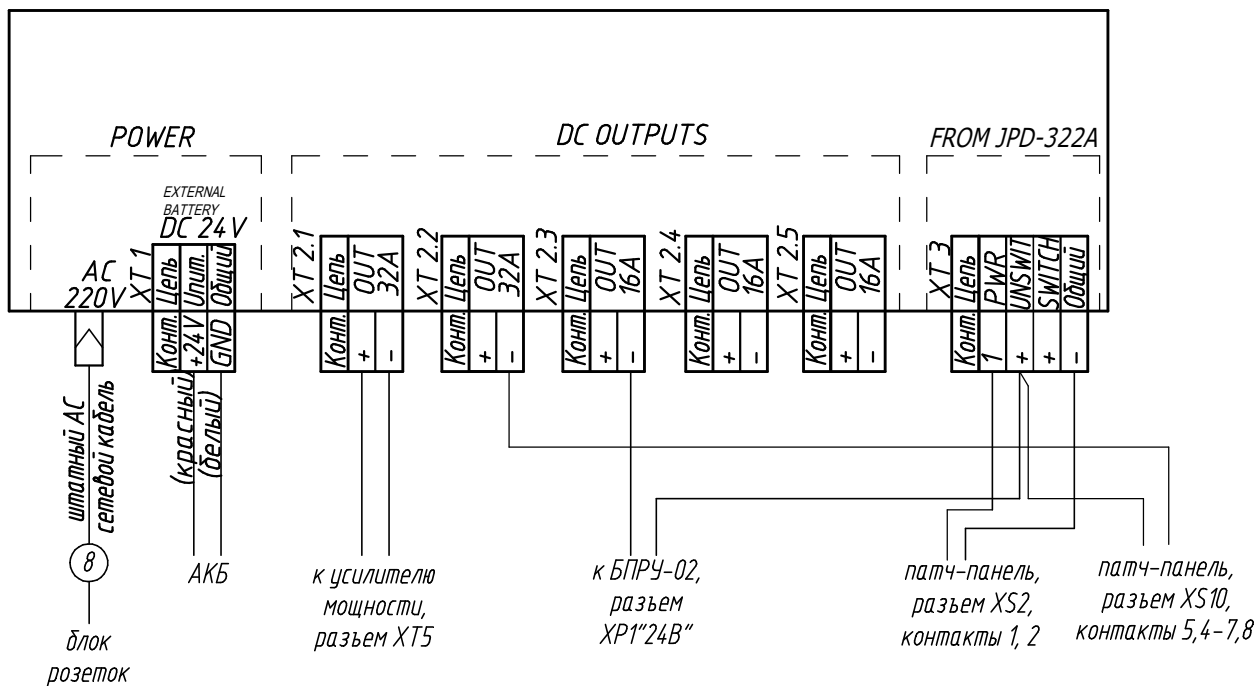 POWER
DC OUTPUTS
FROM JPD-322A
EXTERNAL
BATTERY
DC 24V
AC
220V
XT 1
Конт. Цепь
+24V Uпит.
GND Общий
XT 2.1
Конт. Цепь
+ OUT
- 32A
XT 2.2
Конт. Цепь
+ OUT
- 32A
XT 2.3
Конт. Цепь
+ OUT
- 16A
XT 2.4
Конт. Цепь
+ OUT
- 16A
XT 2.5
Конт. Цепь
+ OUT
- 16A
XT 3
Конт. Цепь
1 PWR
+ UNSWIT
+ SWITCH
- Общий
штатный AC
сетевой кабель
(красный)
(белый)
8
блок
розеток
АКБ
к усилителю
мощности,
разъем XT5
к БПРУ-02,
разъем
XP1"24В"
патч-панель,
разъем XS2,
контакты 1, 2
патч-панель,
разъем XS10,
контакты 5,4-7,8